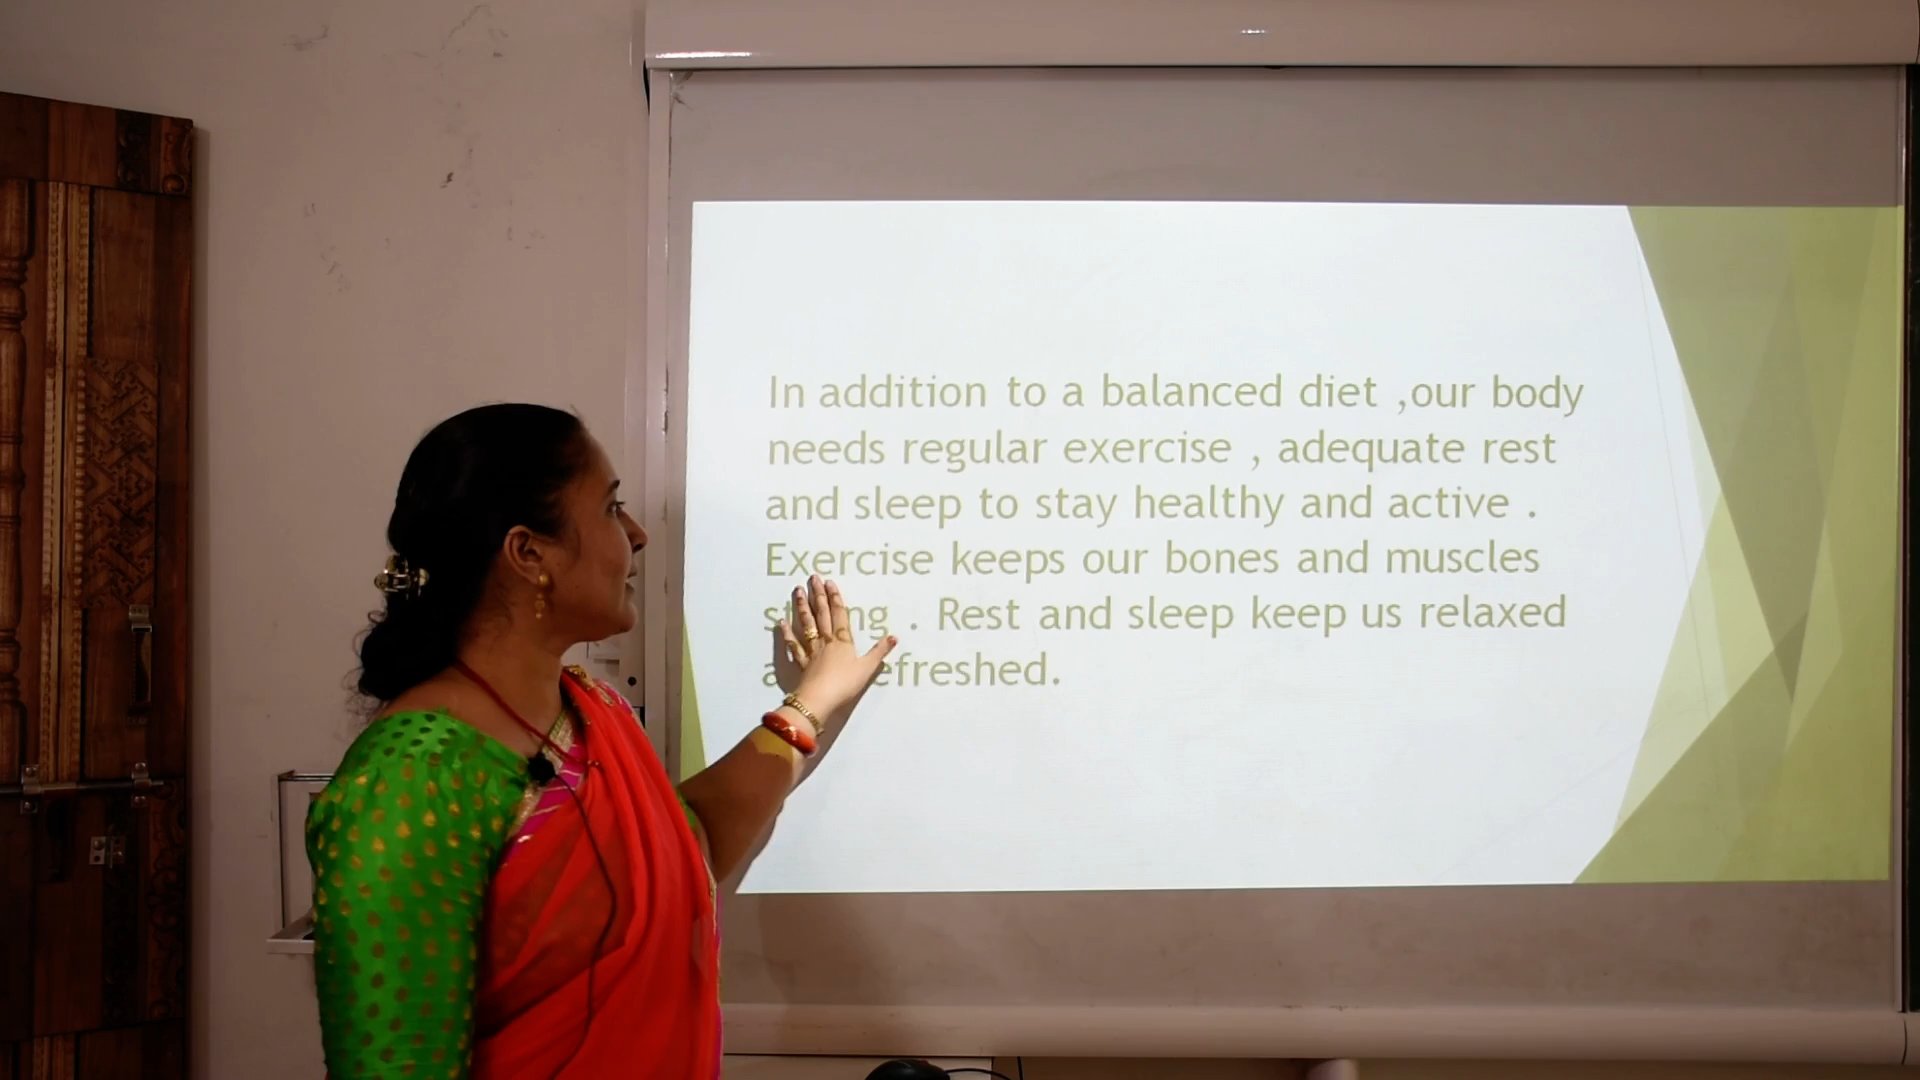 In addition to a balanced diet ,our body
needs regular exercise , adequate rest
and sleep to stay healthy and active .
Exercise keeps our bones and muscles
. Rest and sleep keep us relaxed
refreshed.